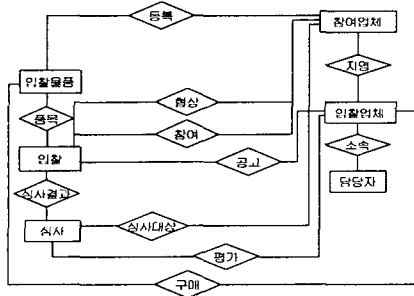 등록
참여업체
지명
입찰물품
협상
품목
입찰업체
참여
소속
입찰
공고
담당자
심사결과
심사
심사대상
평가
구매